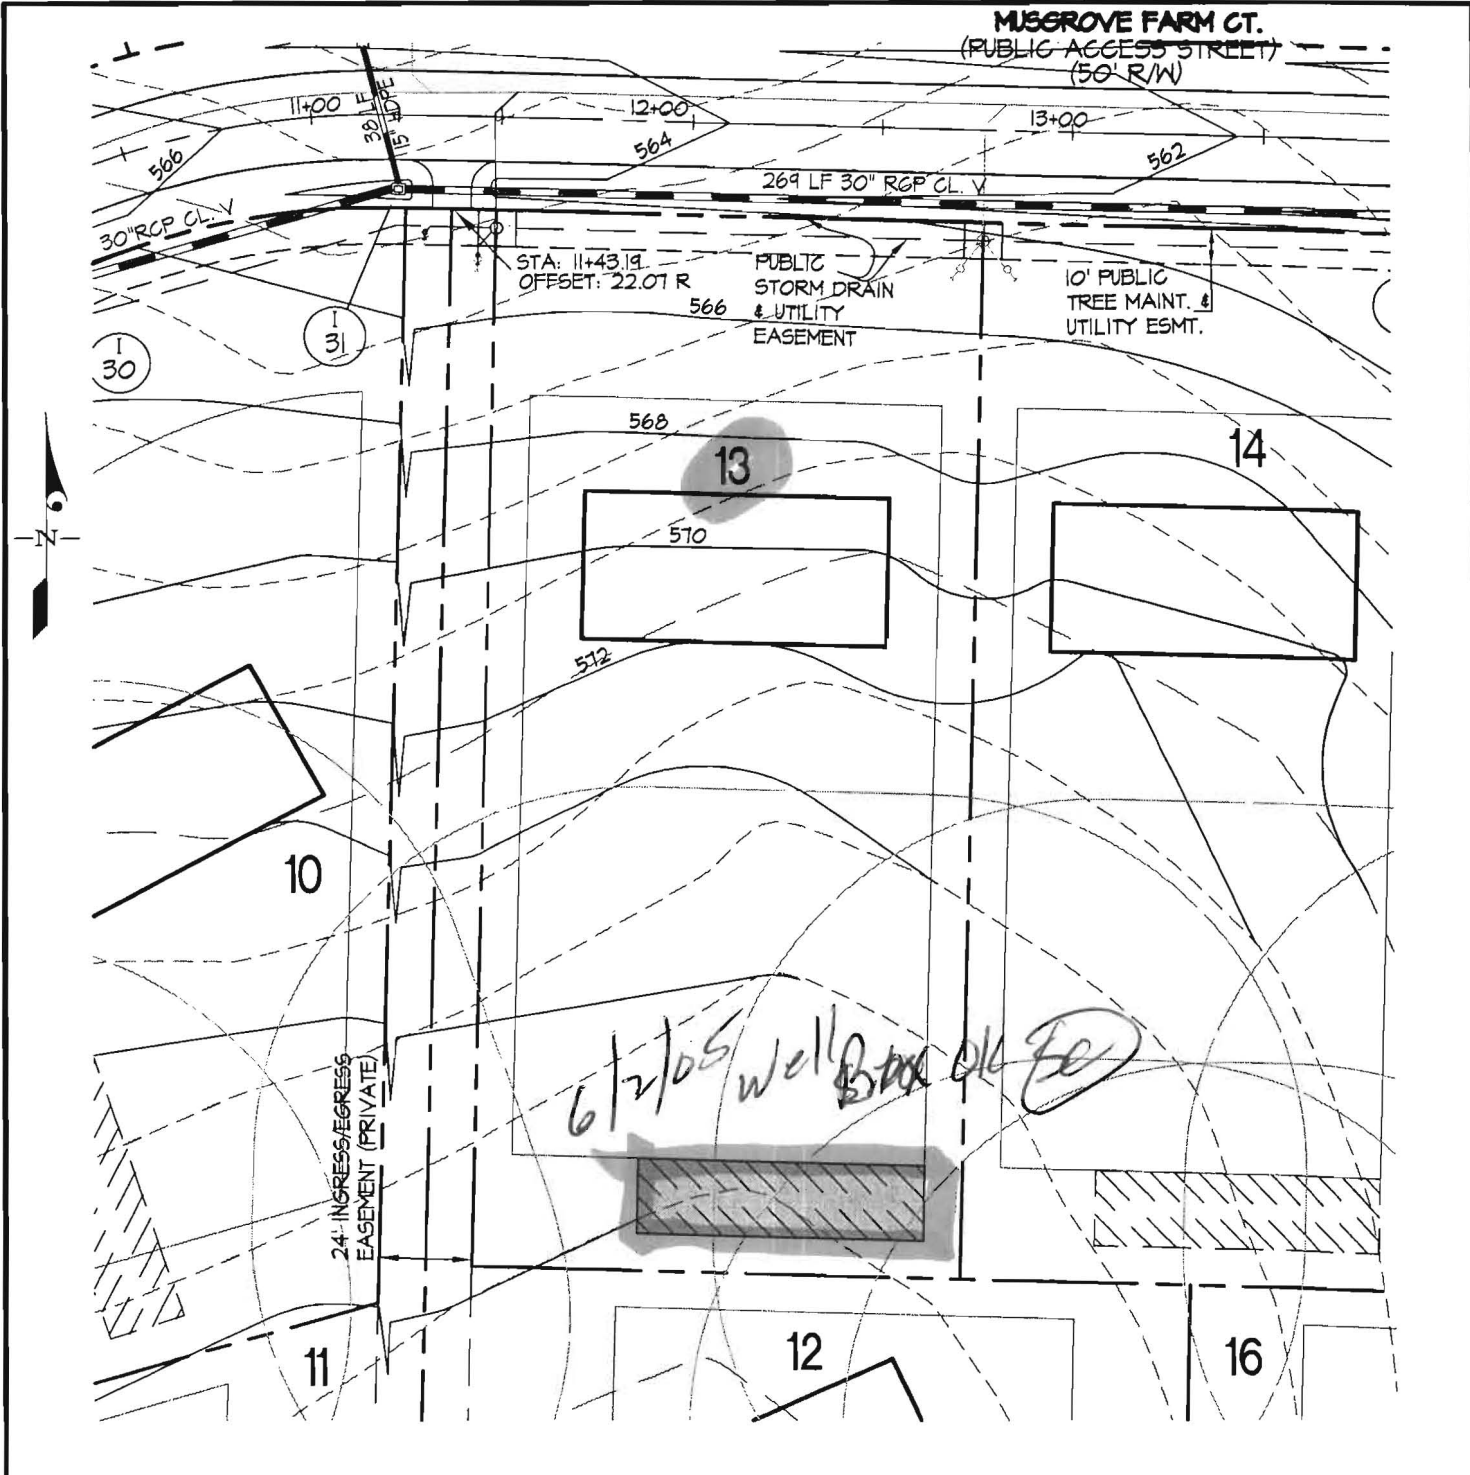 MUSGROVE FARM CT.
(PUBLIC ACCESS STREET)
(50' R/W)
11+00
38 LF
15" HDPE
12+00
13+00
566
564
562
269 LF 30" RCP CL. V
30" RCP CL. V
STA: 11+43.19
OFFSET: 22.07 R
PUBLIC
STORM DRAIN
& UTILITY
EASEMENT
10' PUBLIC
TREE MAINT. &
UTILITY ESMT.
566
I
31
I
30
568
13
14
N
570
572
10
6/2/05 Well Box OK
24' INGRESS/EGRESS
EASEMENT (PRIVATE)
11
12
16